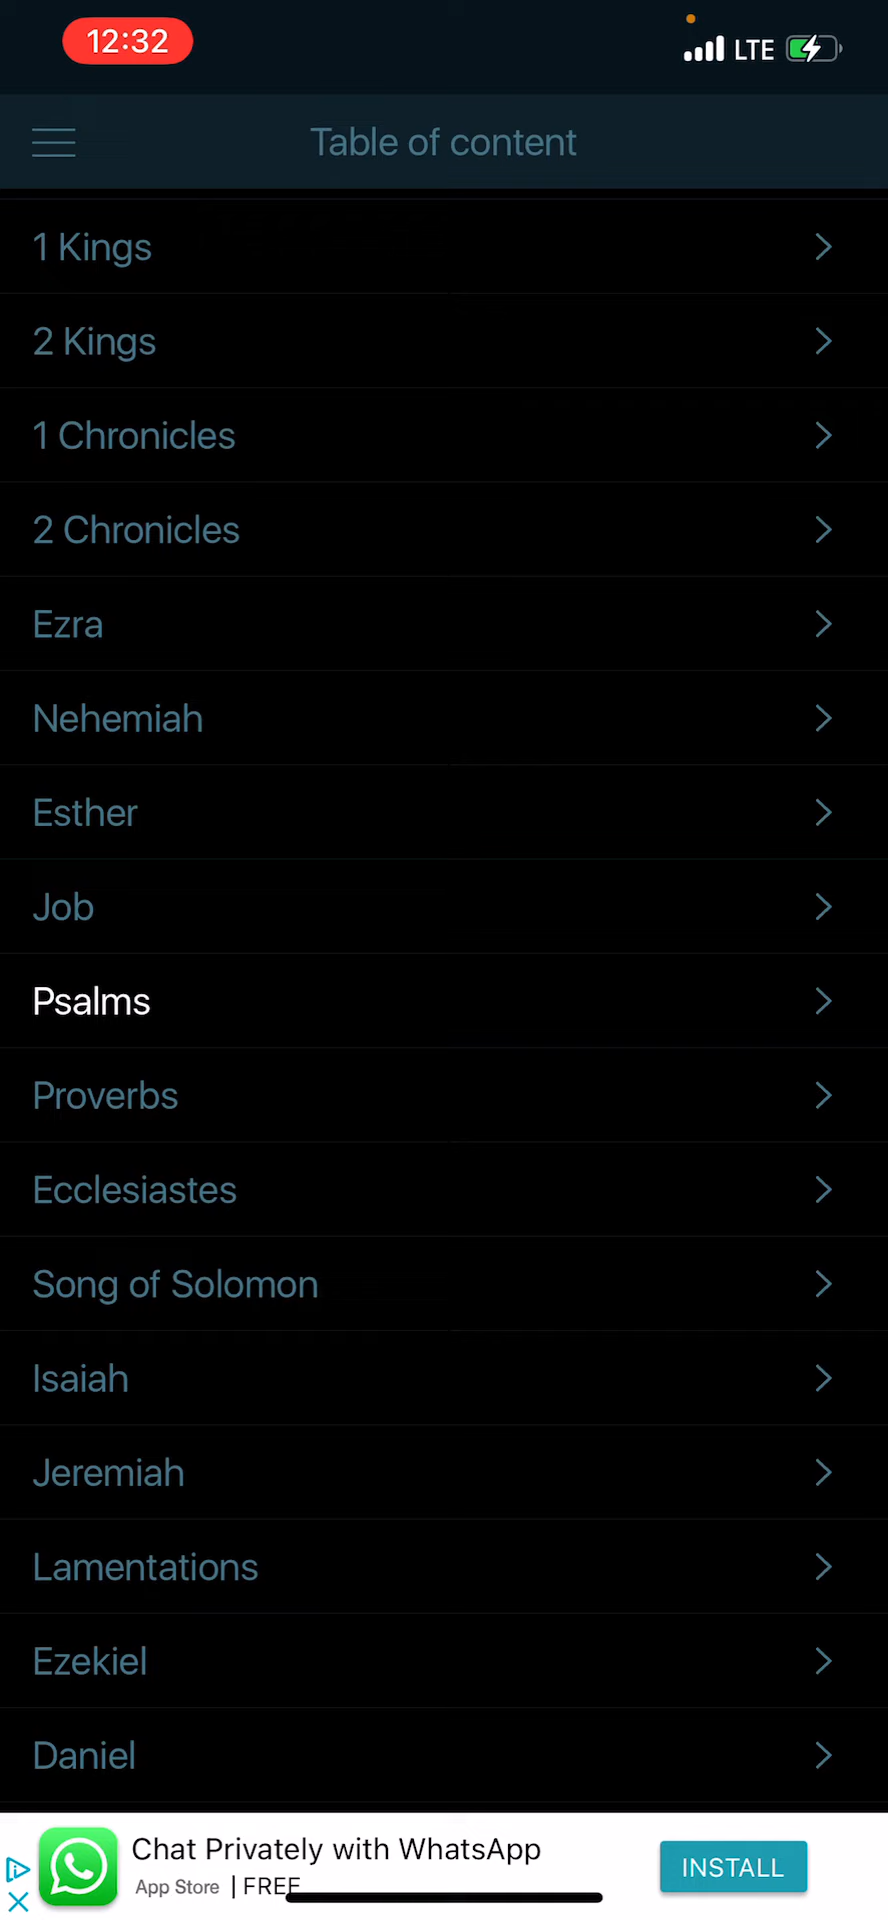 12:32
LTE
Table of content
1 Kings
2 Kings
1 Chronicles
2 Chronicles
Ezra
Nehemiah
Esther
Job
Psalms
Proverbs
Ecclesiastes
Song of Solomon
Isaiah
Jeremiah
Lamentations
Ezekiel
Daniel
Chat Privately with WhatsApp
App Store | FREE
INSTALL